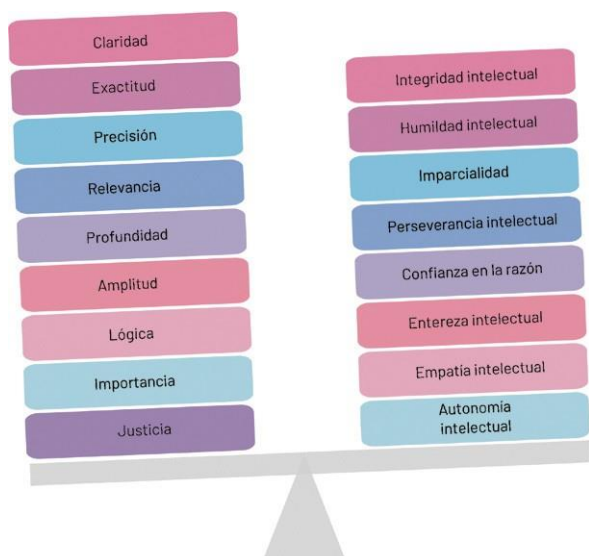 Claridad
Exactitud
Precisión
Relevancia
Profundidad
Amplitud
Lógica
Importancia
Justicia
Integridad intelectual
Humildad intelectual
Imparcialidad
Perseverancia intelectual
Confianza en la razón
Entereza intelectual
Empatía intelectual
Autonomía
intelectual